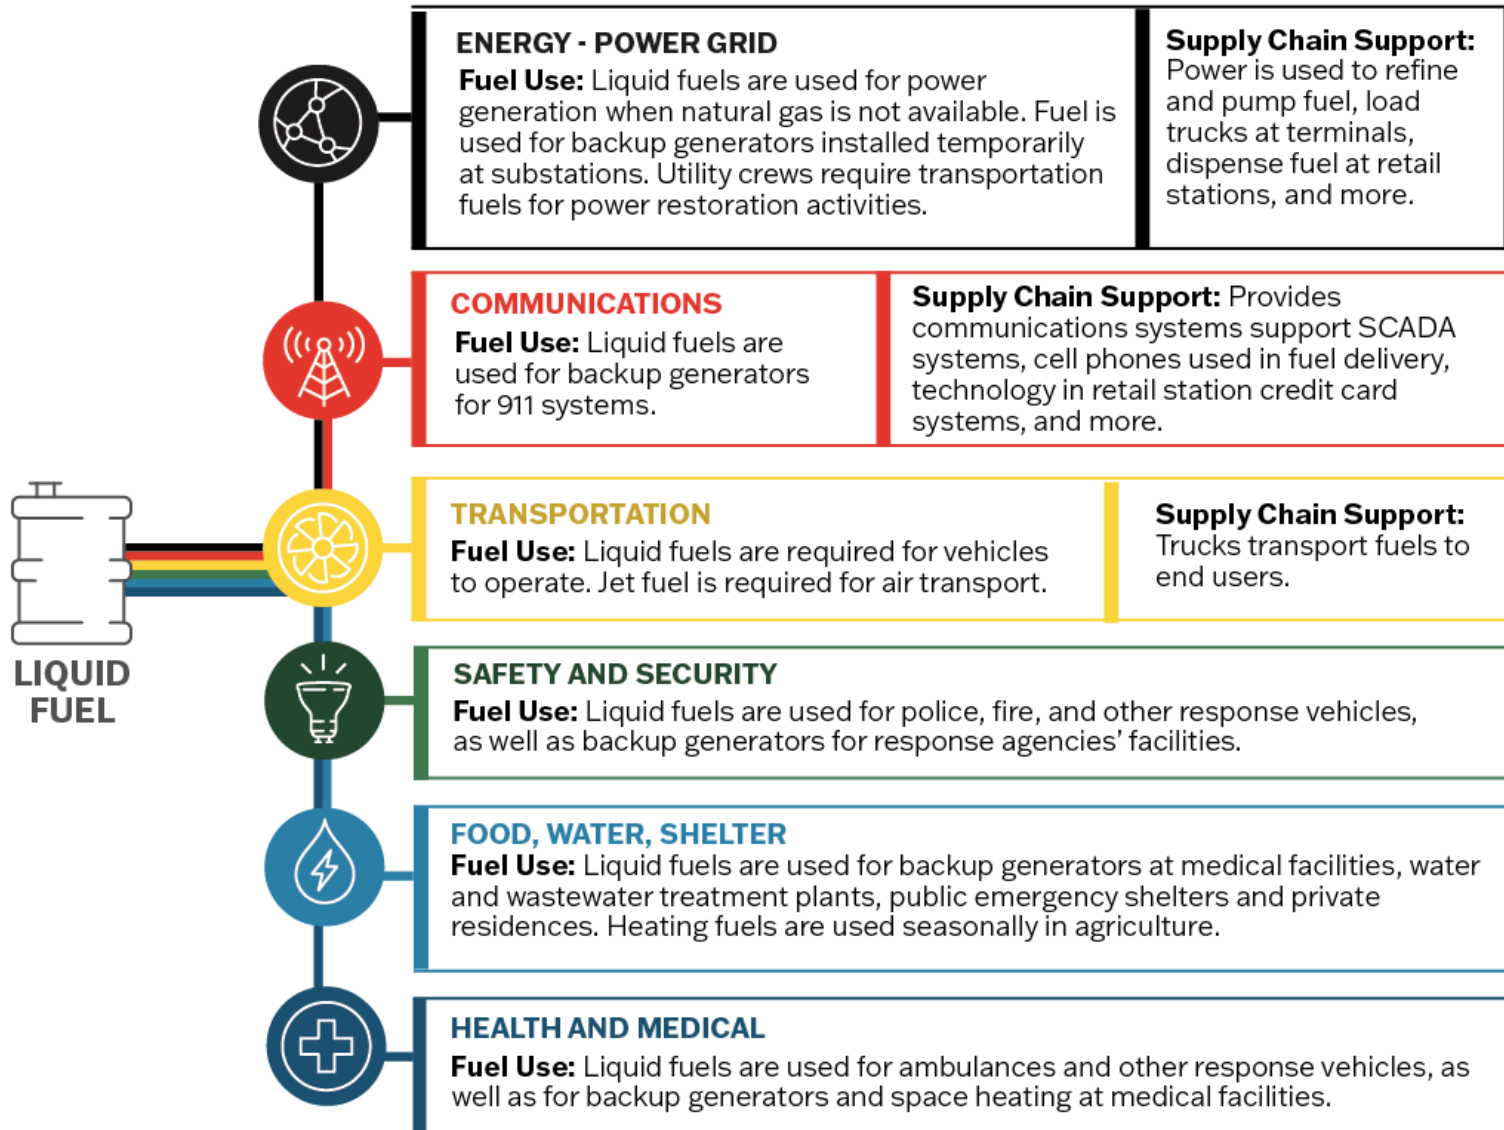 ENERGY - POWER GRID
Fuel Use: Liquid fuels are used for power
generation when natural gas is not available. Fuel is
used for backup generators installed temporarily
at substations. Utility crews require transportation
fuels for power restoration activities.
Supply Chain Support:
Power is used to refine
and pump fuel, load
trucks at terminals,
dispense fuel at retail
stations, and more.
COMMUNICATIONS
Fuel Use: Liquid fuels are
used for backup generators
for 911 systems.
Supply Chain Support: Provides
communications systems support SCADA
systems, cell phones used in fuel delivery,
technology in retail station credit card
systems, and more.
TRANSPORTATION
Fuel Use: Liquid fuels are required for vehicles
to operate. Jet fuel is required for air transport.
Supply Chain Support:
Trucks transport fuels to
end users.
LIQUID
FUEL
SAFETY AND SECURITY
Fuel Use: Liquid fuels are used for police, fire, and other response vehicles,
as well as backup generators for response agencies' facilities.
FOOD, WATER, SHELTER
Fuel Use: Liquid fuels are used for backup generators at medical facilities, water
and wastewater treatment plants, public emergency shelters and private
residences. Heating fuels are used seasonally in agriculture.
HEALTH AND MEDICAL
Fuel Use: Liquid fuels are used for ambulances and other response vehicles, as
well as for backup generators and space heating at medical facilities.